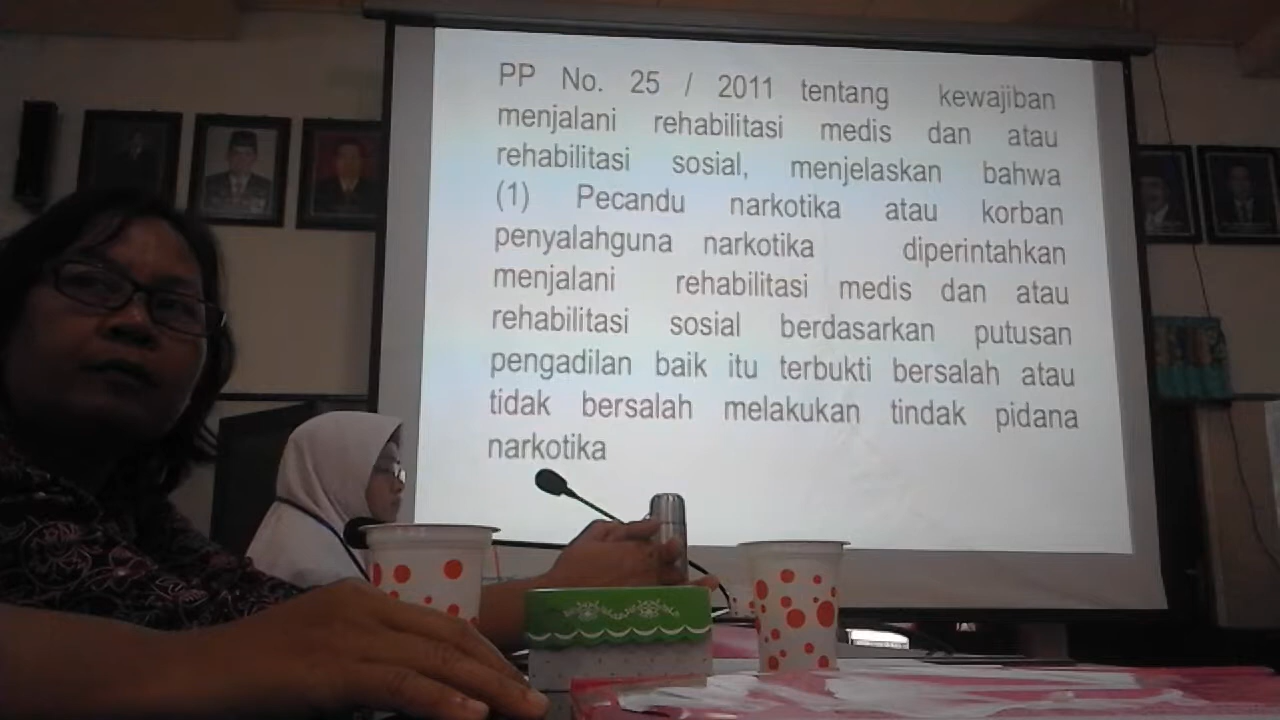 PP No. 25 / 2011 tentang kewajiban
menjalani rehabilitasi medis dan atau
rehabilitasi sosial, menjelaskan bahwa
(1) Pecandu narkotika atau korban
penyalahguna narkotika diperintahkan
menjalani rehabilitasi medis dan atau
rehabilitasi sosial berdasarkan putusan
pengadilan baik itu terbukti bersalah atau
tidak bersalah melakukan tindak pidana
narkotika